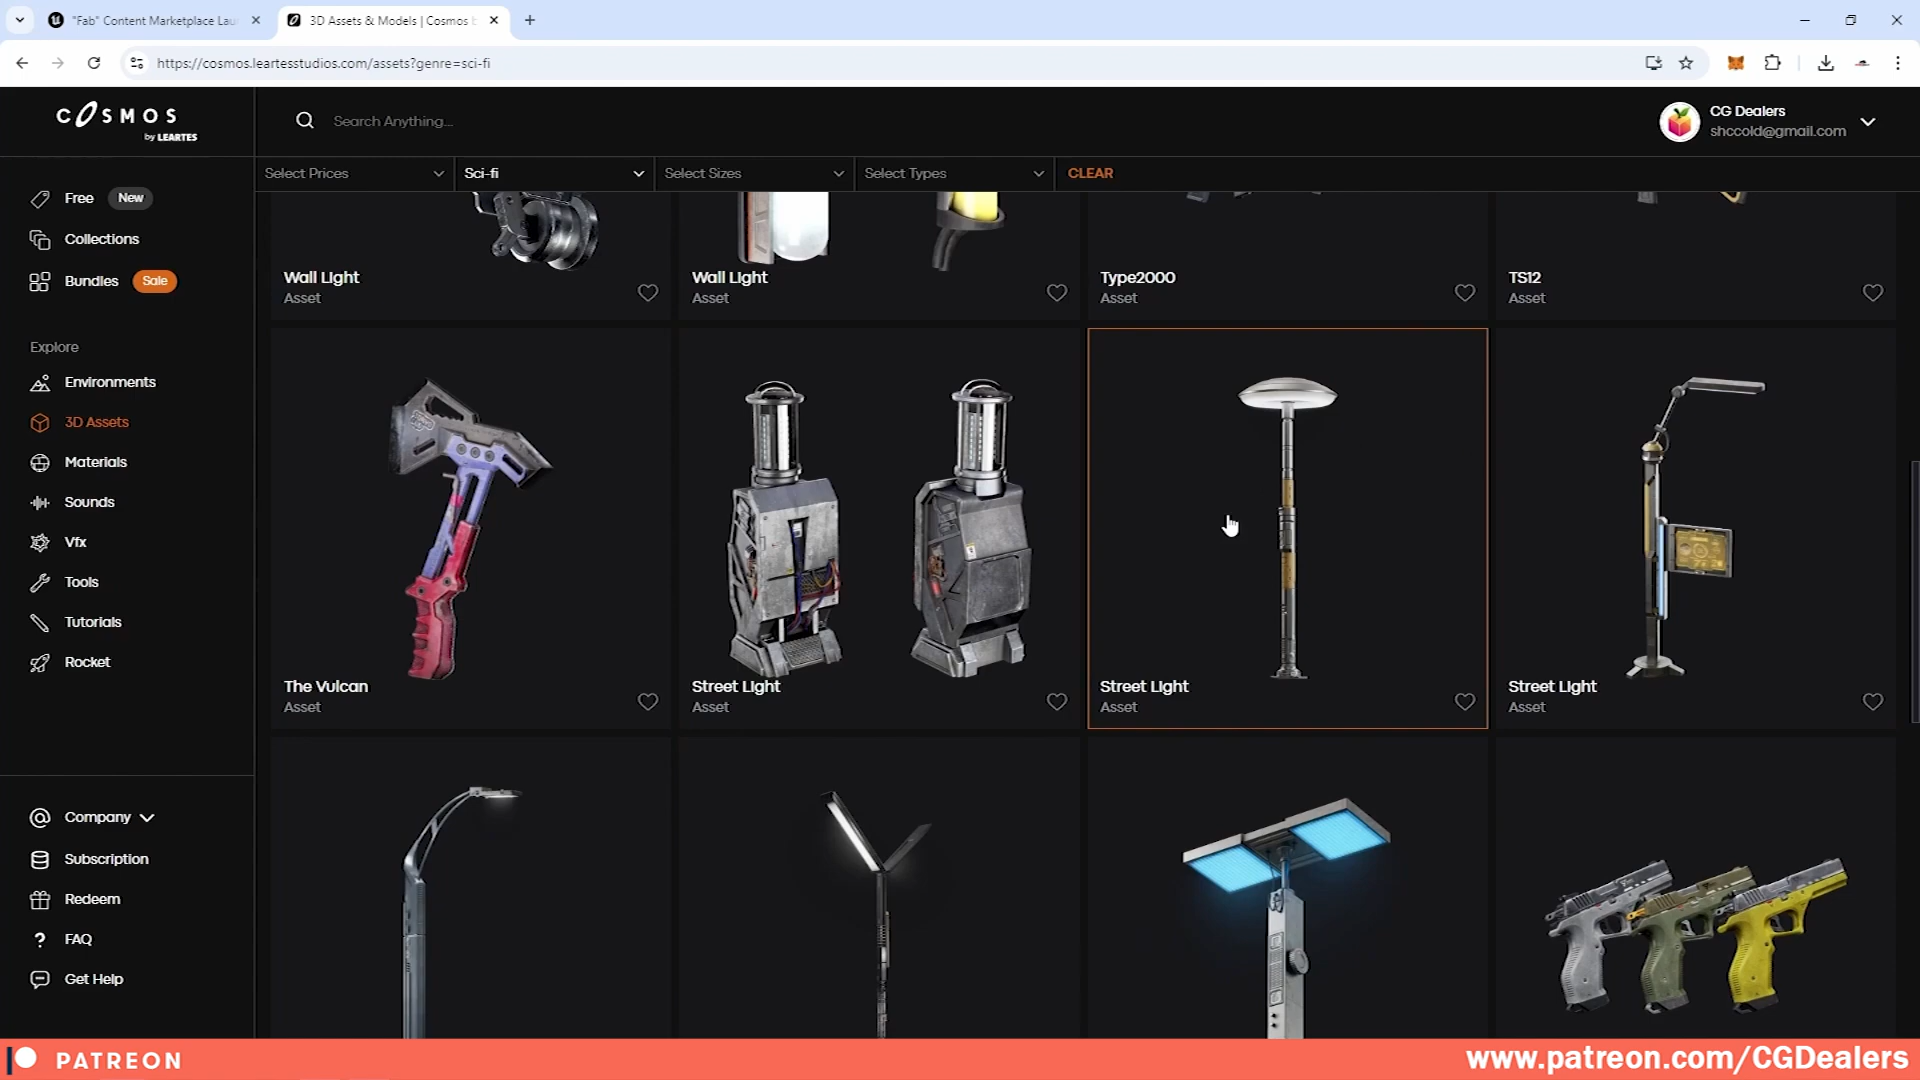 "Fab" Content Marketplace Lau
3D Assets & Models | Cosmos b
https://cosmos.leartesstudios.com/assets?genre=sci-fi
COSMOS
by LEARTES
Search Anything...
CG Dealers
shccold@gmail.com
Select Prices
Sci-fi
Select Sizes
Select Types
CLEAR
Free New
Collections
Bundles Sale
Explore
Environments
3D Assets
Materials
Sounds
Vfx
Tools
Tutorials
Rocket
Company
Subscription
Redeem
? FAQ
Get Help
Wall Light
Asset
Wall Light
Asset
Type2000
Asset
TS12
Asset
The Vulcan
Asset
Street Light
Asset
Street Light
Asset
Street Light
Asset
PATREON
www.patreon.com/CGDealers